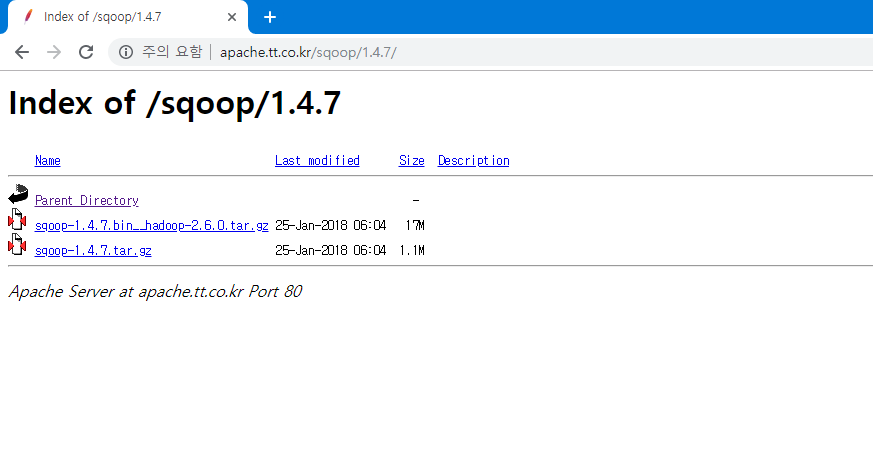 Index of /sqoop/1.4.7
주의 요함 | apache.tt.co.kr/sqoop/1.4.7/
Index of /sqoop/1.4.7
Name Last modified Size Description
Parent Directory -
sqoop-1.4.7.bin__hadoop-2.6.0.tar.gz 25-Jan-2018 06:04 17M
sqoop-1.4.7.tar.gz 25-Jan-2018 06:04 1.1M
Apache Server at apache.tt.co.kr Port 80